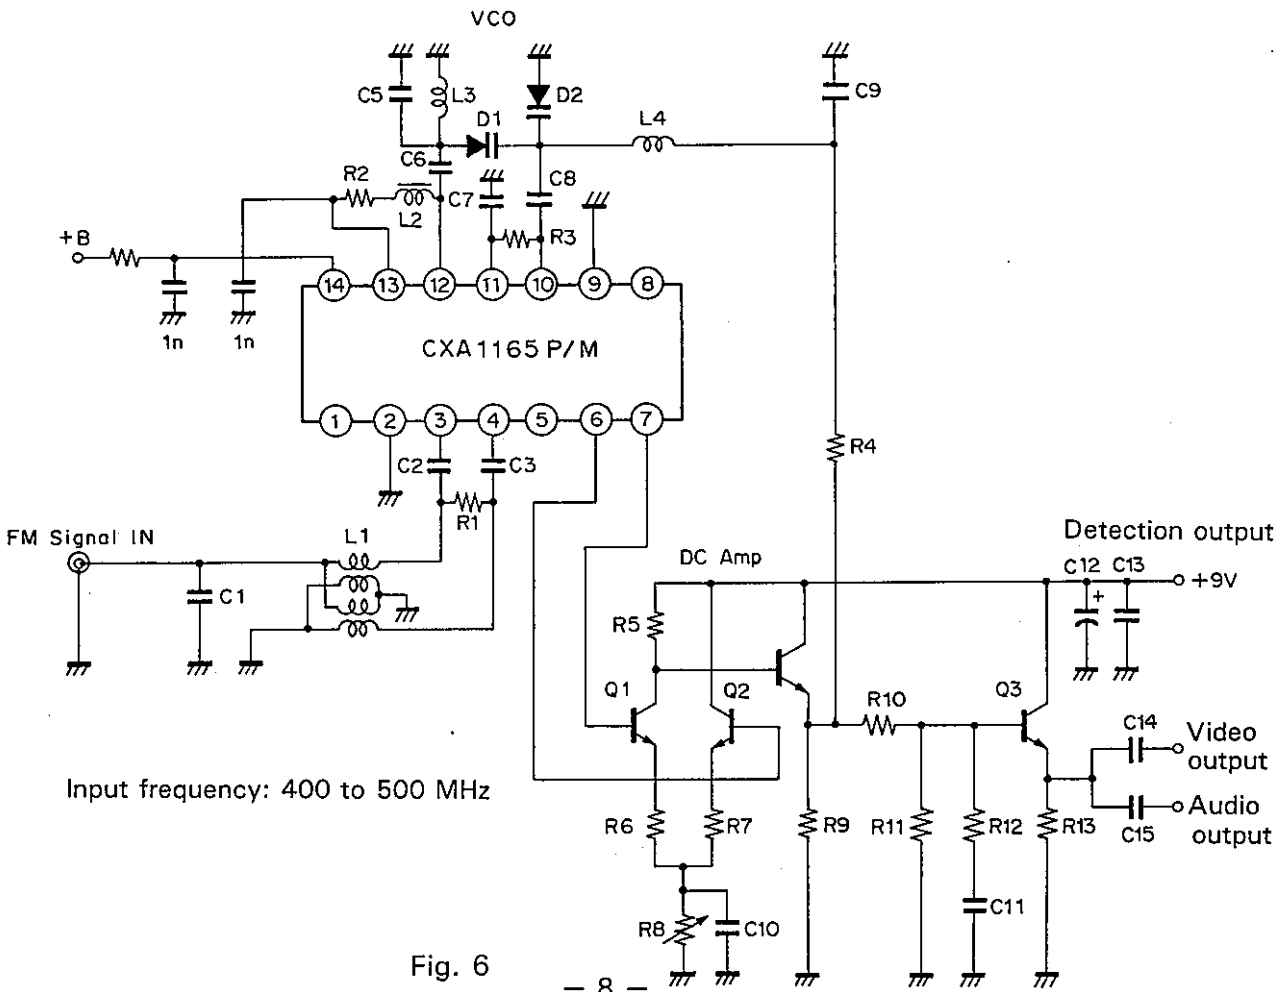 VCO
C5
L3
D2
C9
D1
L4
C6
R2
C7
C8
L2
R3
+B
14
13
12
11
10
9
8
1n
1n
CXA1165 P/M
1
2
3
4
5
6
7
C2
C3
R4
R1
FM Signal IN
L1
Detection output
DC Amp
C12
C13
+9V
+
C1
R5
Q1
Q2
R10
Q3
C14
Video
output
Input frequency: 400 to 500 MHz
R6
R7
R9
R11
R12
R13
C15
Audio
output
R8
C10
C11
Fig. 6
— 8 —